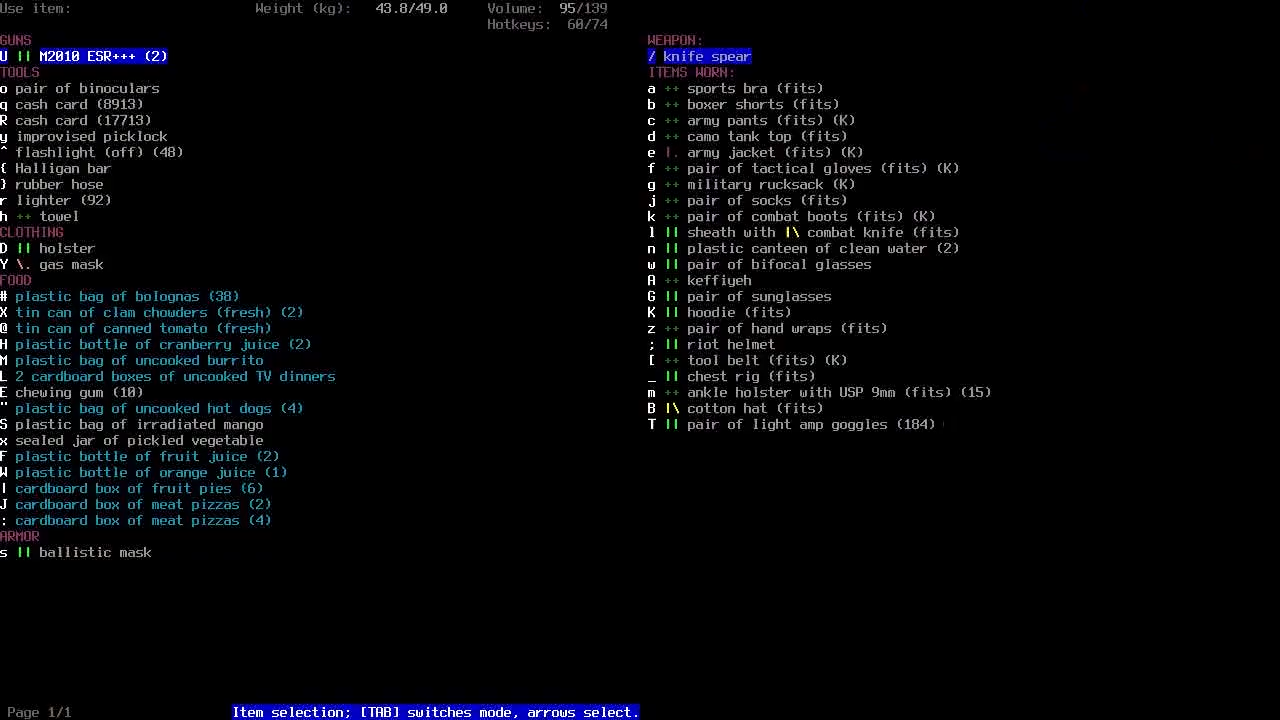 Use item: Weight (kg): 43.8/49.0 Volume: 95/139
Hotkeys: 60/74
GUNS
U || M2010 ESR+++ (2)
TOOLS
o pair of binoculars
q cash card (8913)
R cash card (17713)
y improvised picklock
^ flashlight (off) (48)
{ Halligan bar
} rubber hose
r lighter (92)
h ++ towel
CLOTHING
D || holster
Y \. gas mask
FOOD
# plastic bag of bolognas (38)
X tin can of clam chowders (fresh) (2)
@ tin can of canned tomato (fresh)
H plastic bottle of cranberry juice (2)
M plastic bag of uncooked burrito
L 2 cardboard boxes of uncooked TV dinners
E chewing gum (10)
" plastic bag of uncooked hot dogs (4)
S plastic bag of irradiated mango
x sealed jar of pickled vegetable
F plastic bottle of fruit juice (2)
W plastic bottle of orange juice (1)
| cardboard box of fruit pies (6)
J cardboard box of meat pizzas (2)
: cardboard box of meat pizzas (4)
ARMOR
s || ballistic mask
WEAPON:
/ knife spear
ITEMS WORN:
a ++ sports bra (fits)
b ++ boxer shorts (fits)
c ++ army pants (fits) (K)
d ++ camo tank top (fits)
e |. army jacket (fits) (K)
f ++ pair of tactical gloves (fits) (K)
g ++ military rucksack (K)
j ++ pair of socks (fits)
k ++ pair of combat boots (fits) (K)
l || sheath with |\ combat knife (fits)
n || plastic canteen of clean water (2)
w || pair of bifocal glasses
A ++ keffiyeh
G || pair of sunglasses
K || hoodie (fits)
z ++ pair of hand wraps (fits)
; || riot helmet
[ ++ tool belt (fits) (K)
_ || chest rig (fits)
m ++ ankle holster with USP 9mm (fits) (15)
B |\ cotton hat (fits)
T || pair of light amp goggles (184)
Page 1/1 Item selection; [TAB] switches mode, arrows select.